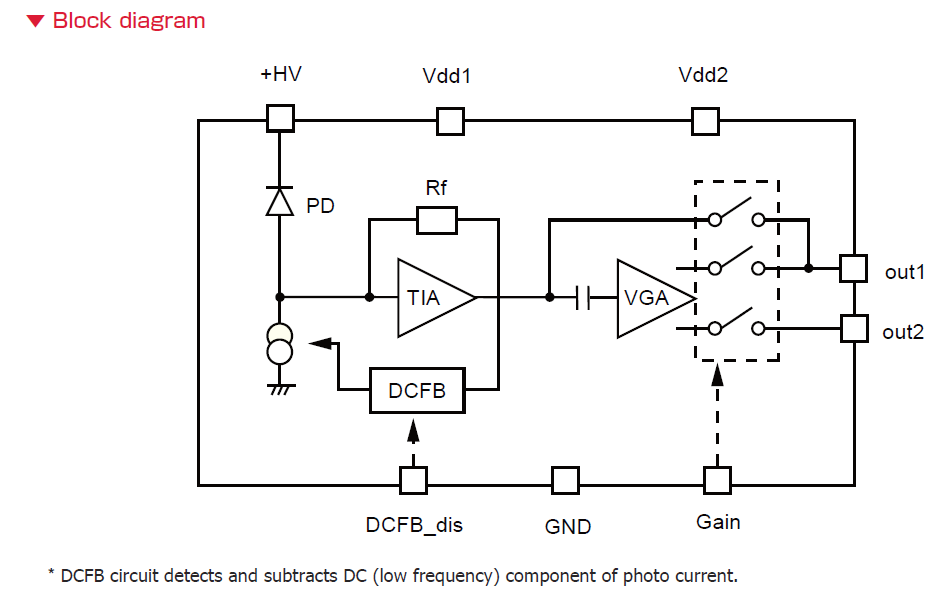 ▼ Block diagram
+HV
Vdd1
Vdd2
Rf
PD
TIA
VGA
out1
out2
DCFB
DCFB_dis
GND
Gain
* DCFB circuit detects and subtracts DC (low frequency) component of photo current.